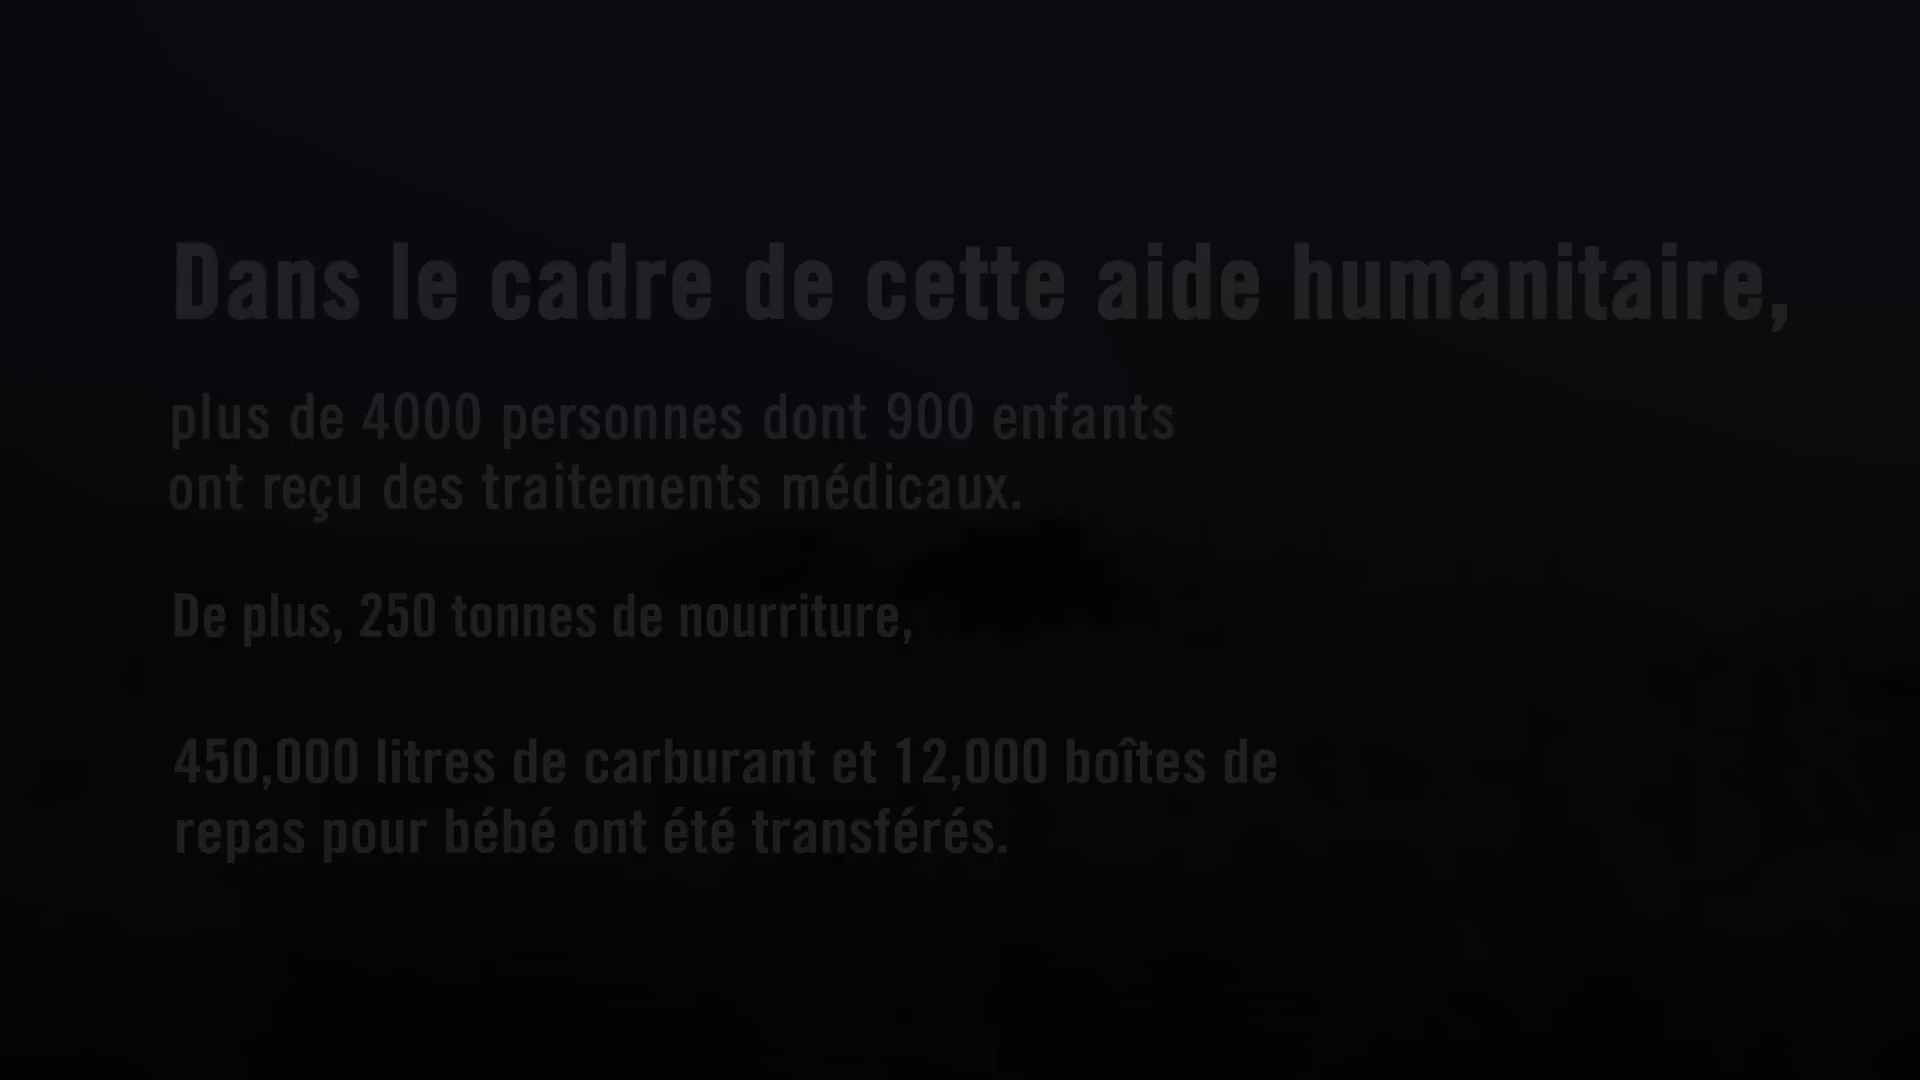 Dans le cadre de cette aide humanitaire,
plus de 4000 personnes dont 900 enfants
ont reçu des traitements médicaux.
De plus, 250 tonnes de nourriture,
450,000 litres de carburant et 12,000 boîtes de
repas pour bébé ont été transférés.